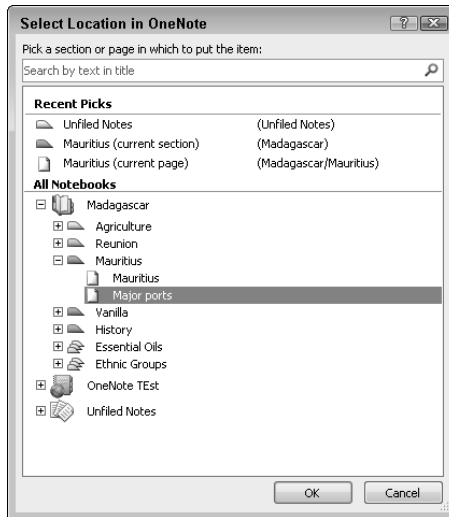 Select Location in OneNote
Pick a section or page in which to put the item:
Search by text in title
Recent Picks
Unfiled Notes (Unfiled Notes)
Mauritius (current section) (Madagascar)
Mauritius (current page) (Madagascar/Mauritius)
All Notebooks
Madagascar
Agriculture
Reunion
Mauritius
Mauritius
Major ports
Vanilla
History
Essential Oils
Ethnic Groups
OneNote TEst
Unfiled Notes
OK Cancel